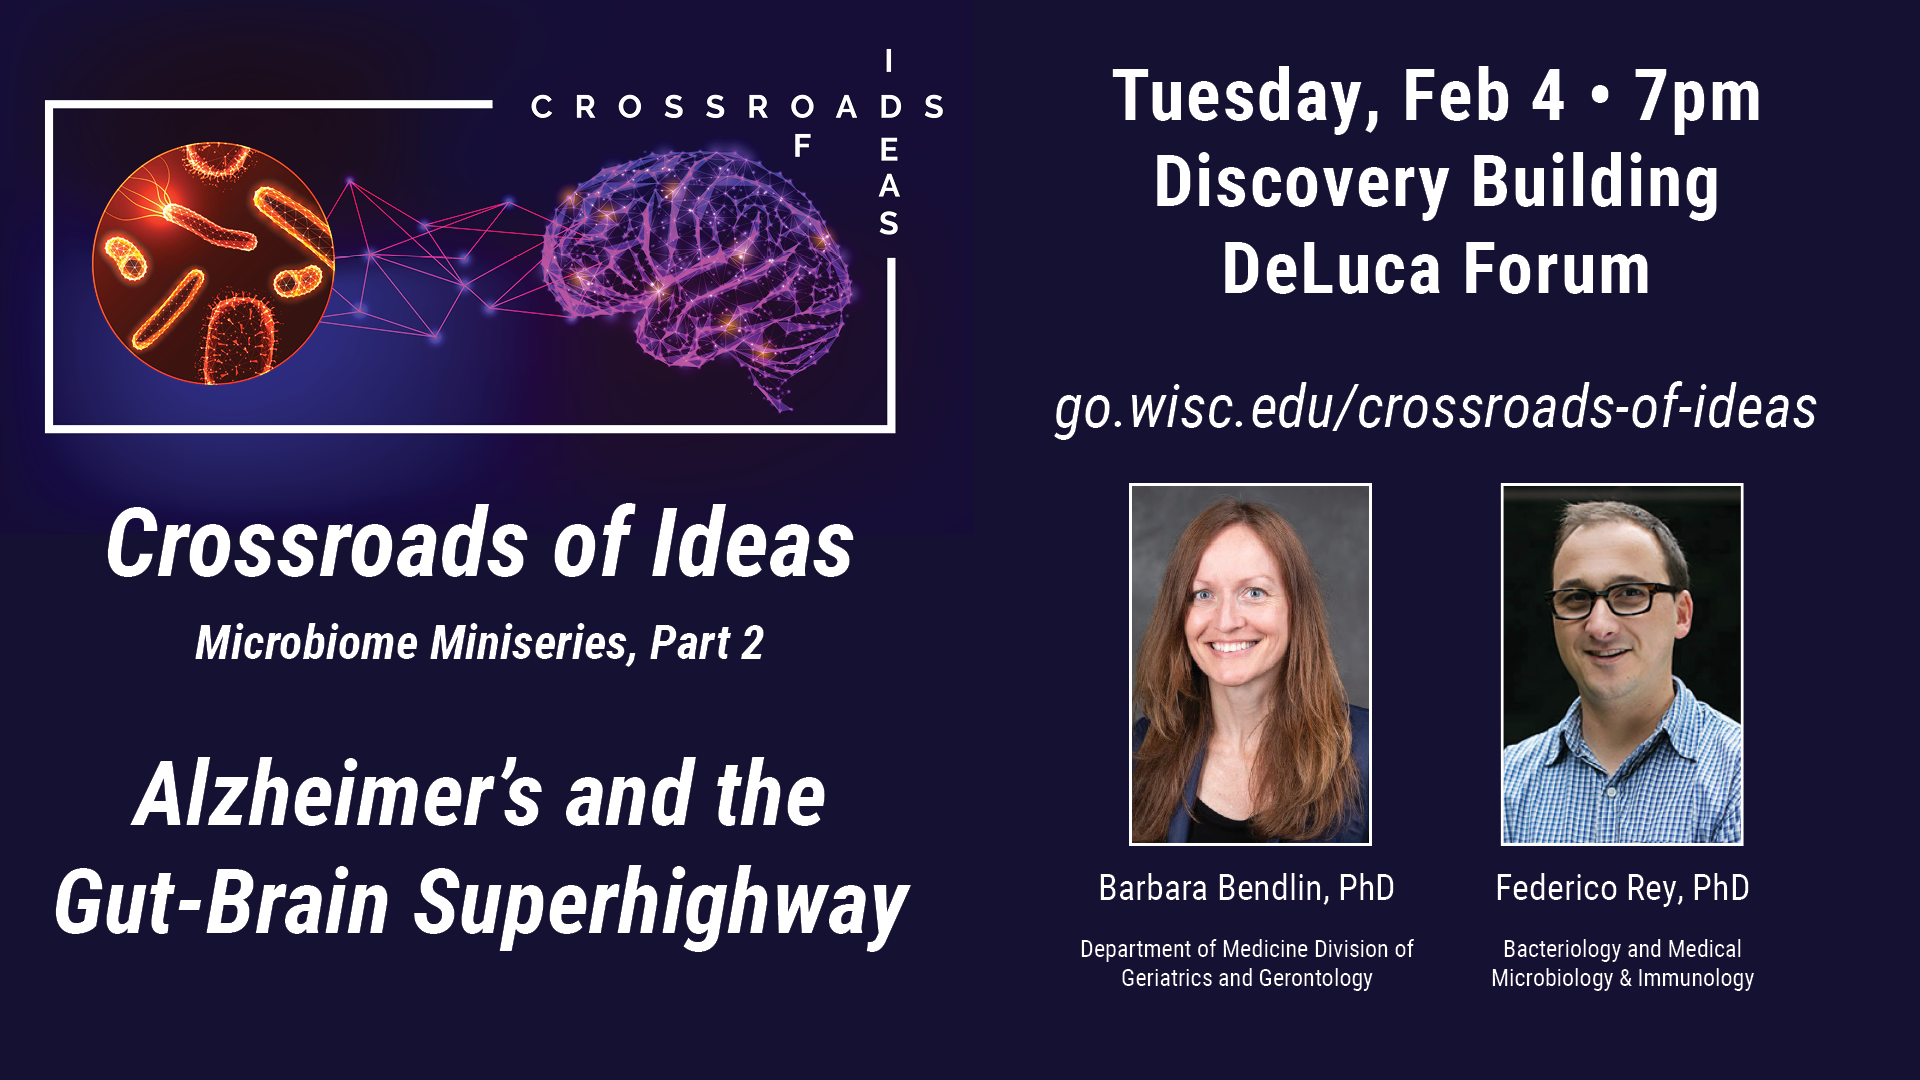 CROSSROADS
OF
IDEAS
Crossroads of Ideas
Microbiome Miniseries, Part 2
Alzheimer’s and the
Gut-Brain Superhighway
Tuesday, Feb 4 • 7pm
Discovery Building
DeLuca Forum
go.wisc.edu/crossroads-of-ideas
Barbara Bendlin, PhD
Department of Medicine Division of
Geriatrics and Gerontology
Federico Rey, PhD
Bacteriology and Medical
Microbiology & Immunology